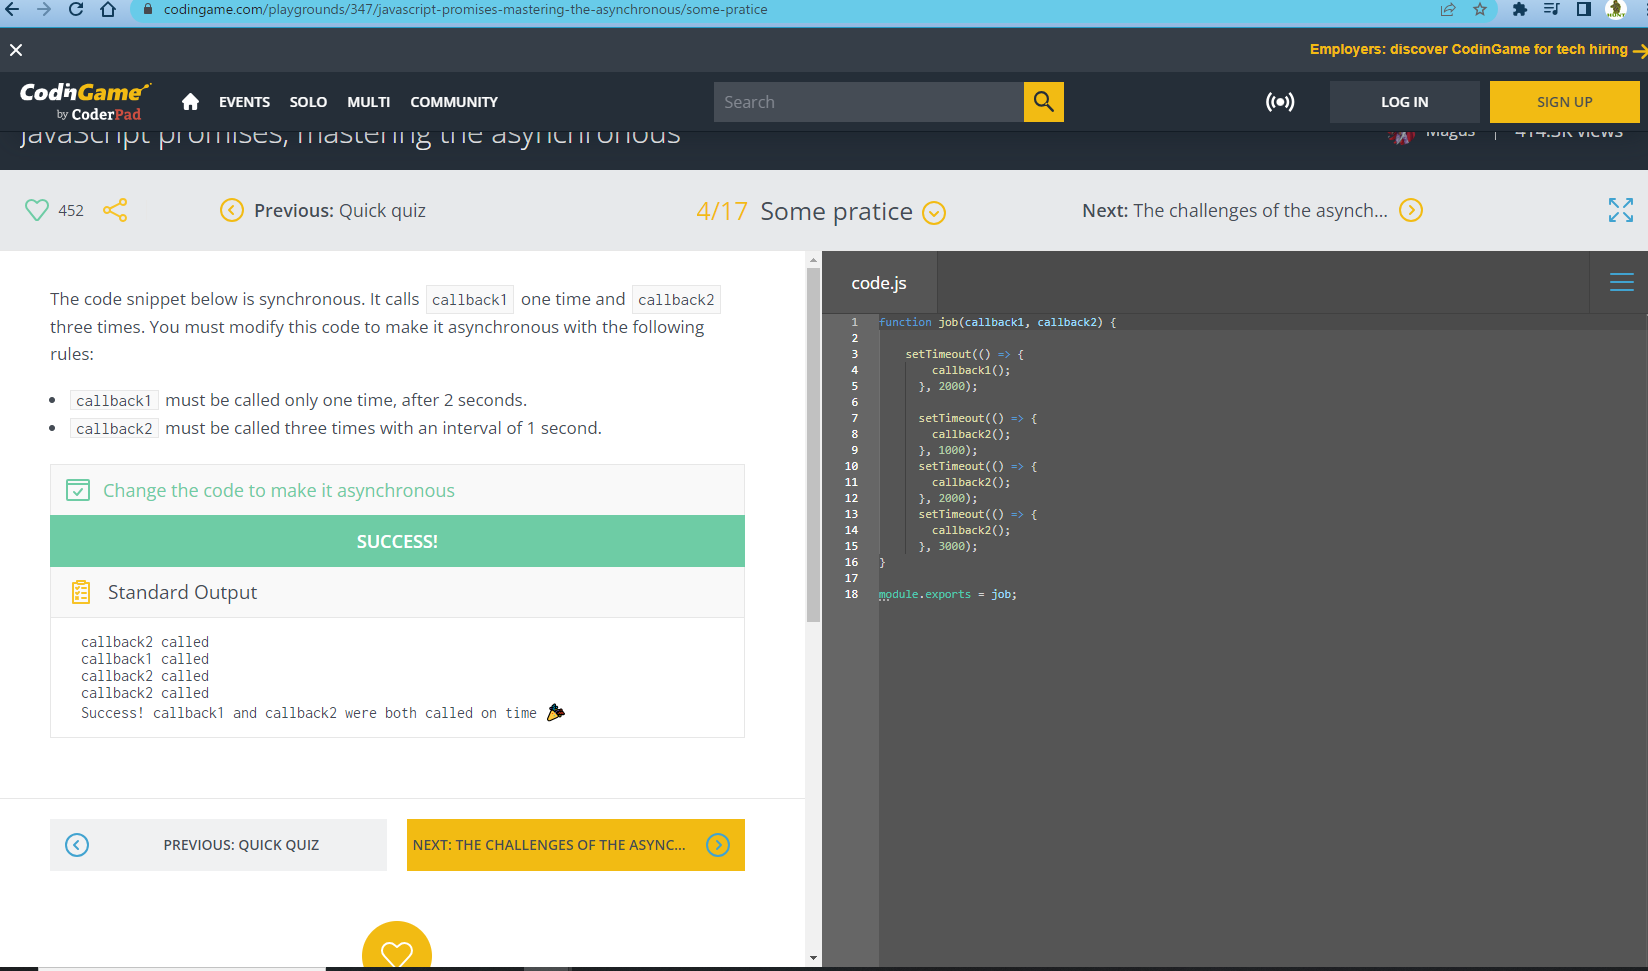 codingame.com/playgrounds/347/javascript-promises-mastering-the-asynchronous/some-pratice
Employers: discover CodinGame for tech hiring
CodinGame by CoderPad
EVENTS SOLO MULTI COMMUNITY
Search
LOG IN
SIGN UP
JavaScript promises, mastering the asynchronous
Magus 414.3K views
452
Previous: Quick quiz
4/17 Some pratice
Next: The challenges of the asynch...
The code snippet below is synchronous. It calls callback1 one time and callback2
three times. You must modify this code to make it asynchronous with the following
rules:
callback1 must be called only one time, after 2 seconds.
callback2 must be called three times with an interval of 1 second.
Change the code to make it asynchronous
SUCCESS!
Standard Output
callback2 called
callback1 called
callback2 called
callback2 called
Success! callback1 and callback2 were both called on time
PREVIOUS: QUICK QUIZ
NEXT: THE CHALLENGES OF THE ASYNC...
code.js
1 function job(callback1, callback2) {
2
3 setTimeout(() => {
4 callback1();
5 }, 2000);
6
7 setTimeout(() => {
8 callback2();
9 }, 1000);
10 setTimeout(() => {
11 callback2();
12 }, 2000);
13 setTimeout(() => {
14 callback2();
15 }, 3000);
16 }
17
18 module.exports = job;